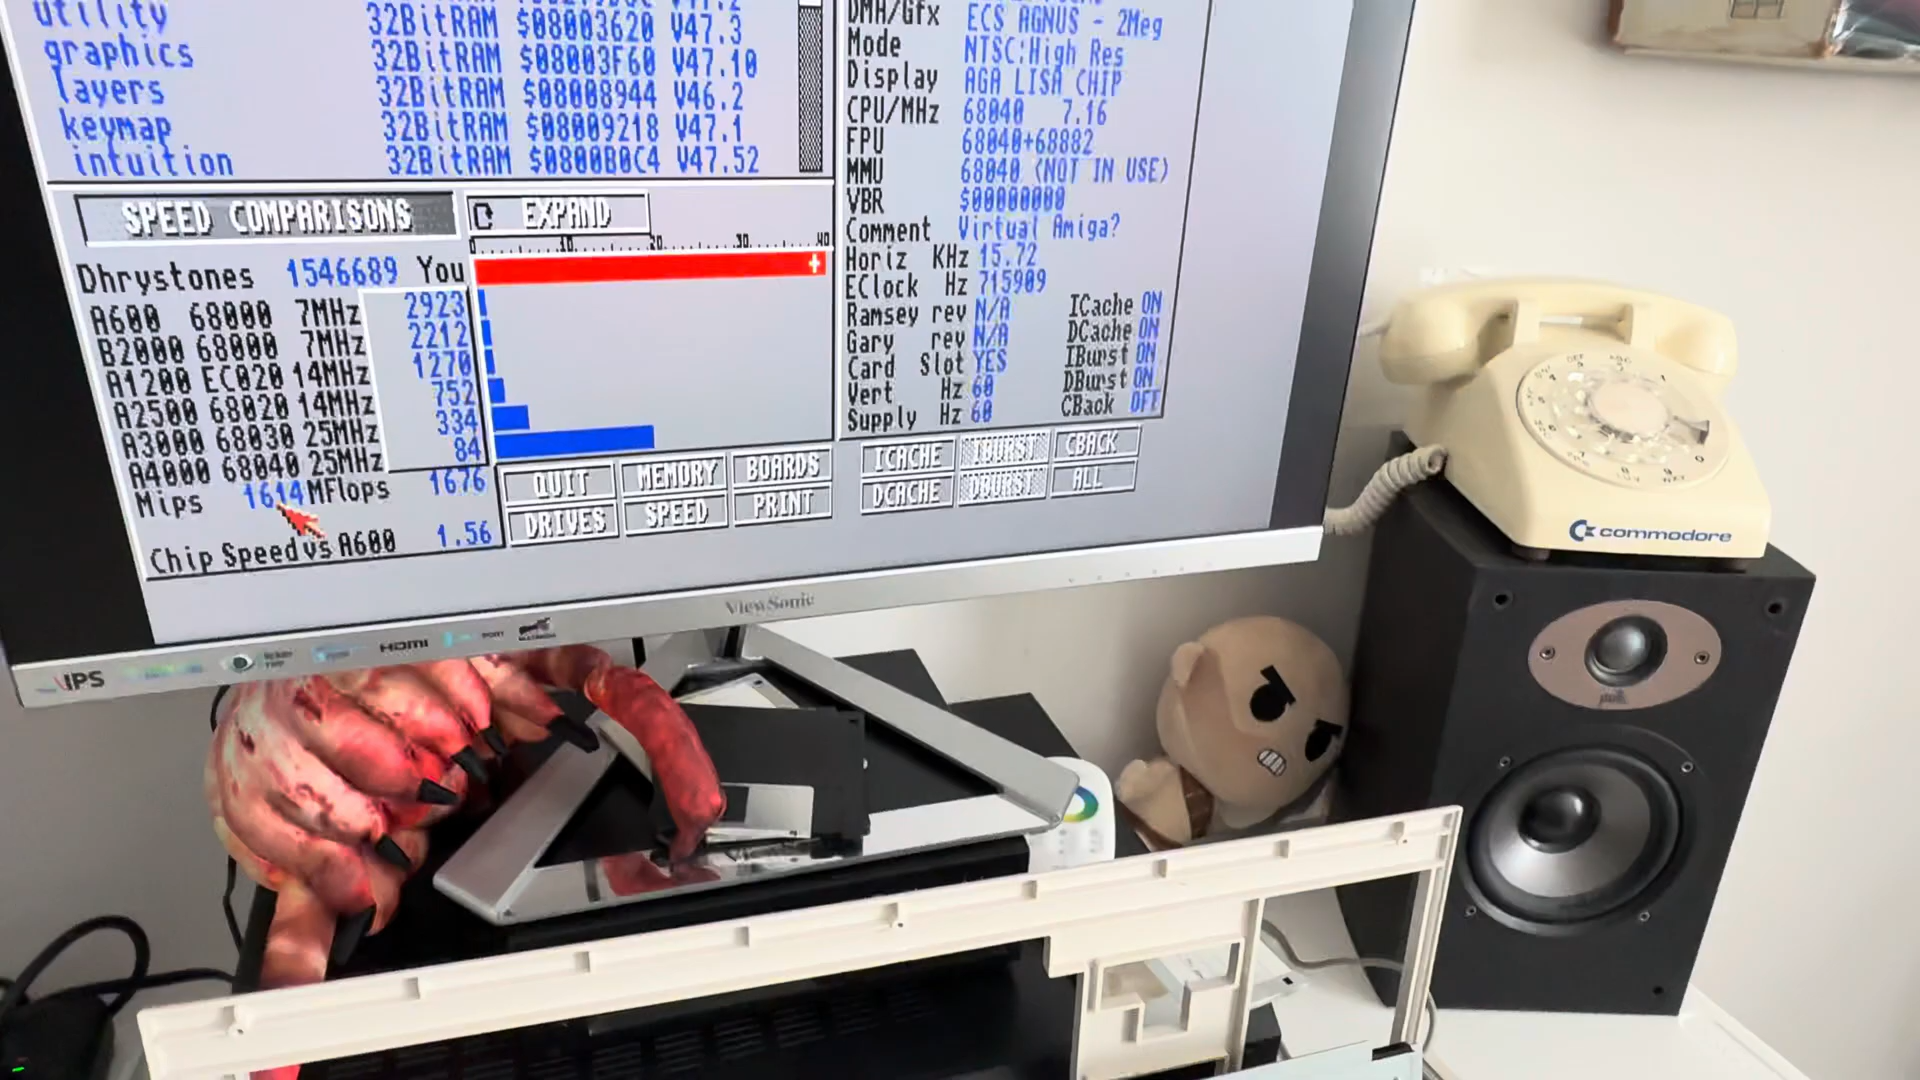 utility 32BitRAM $08003620 V47.3
graphics 32BitRAM $08003F60 V47.10
layers 32BitRAM $08008944 V46.2
keymap 32BitRAM $08009218 V47.1
intuition 32BitRAM $0800B0C4 V47.52
DMA/Gfx ECS AGNUS - 2Meg
Mode NTSC:High Res
Display AGA LISA CHIP
CPU/MHz 68040 7.16
FPU 68040+68882
MMU 68040 (NOT IN USE)
VBR $00000000
Comment Virtual Amiga?
Horiz KHz 15.72
EClock Hz 715909
Ramsey rev N/A ICache ON
Gary rev N/A DCache ON
Card Slot YES IBurst ON
Vert Hz 60 DBurst ON
Supply Hz 60 CBack OFF
SPEED COMPARISONS EXPAND
0 10 20 30 40
Dhrystones 1546689 You
A600 68000 7MHz 2923
B2000 68000 7MHz 2212
A1200 EC020 14MHz 1270
A2500 68020 14MHz 752
A3000 68030 25MHz 334
A4000 68040 25MHz 84
Mips 1614 MFlops 1676
Chip Speed vs A600 1.56
QUIT MEMORY BOARDS
DRIVES SPEED PRINT
ICACHE IBURST CBACK
DCACHE DBURST ALL
ViewSonic
IPS
HDMI
commodore
polk